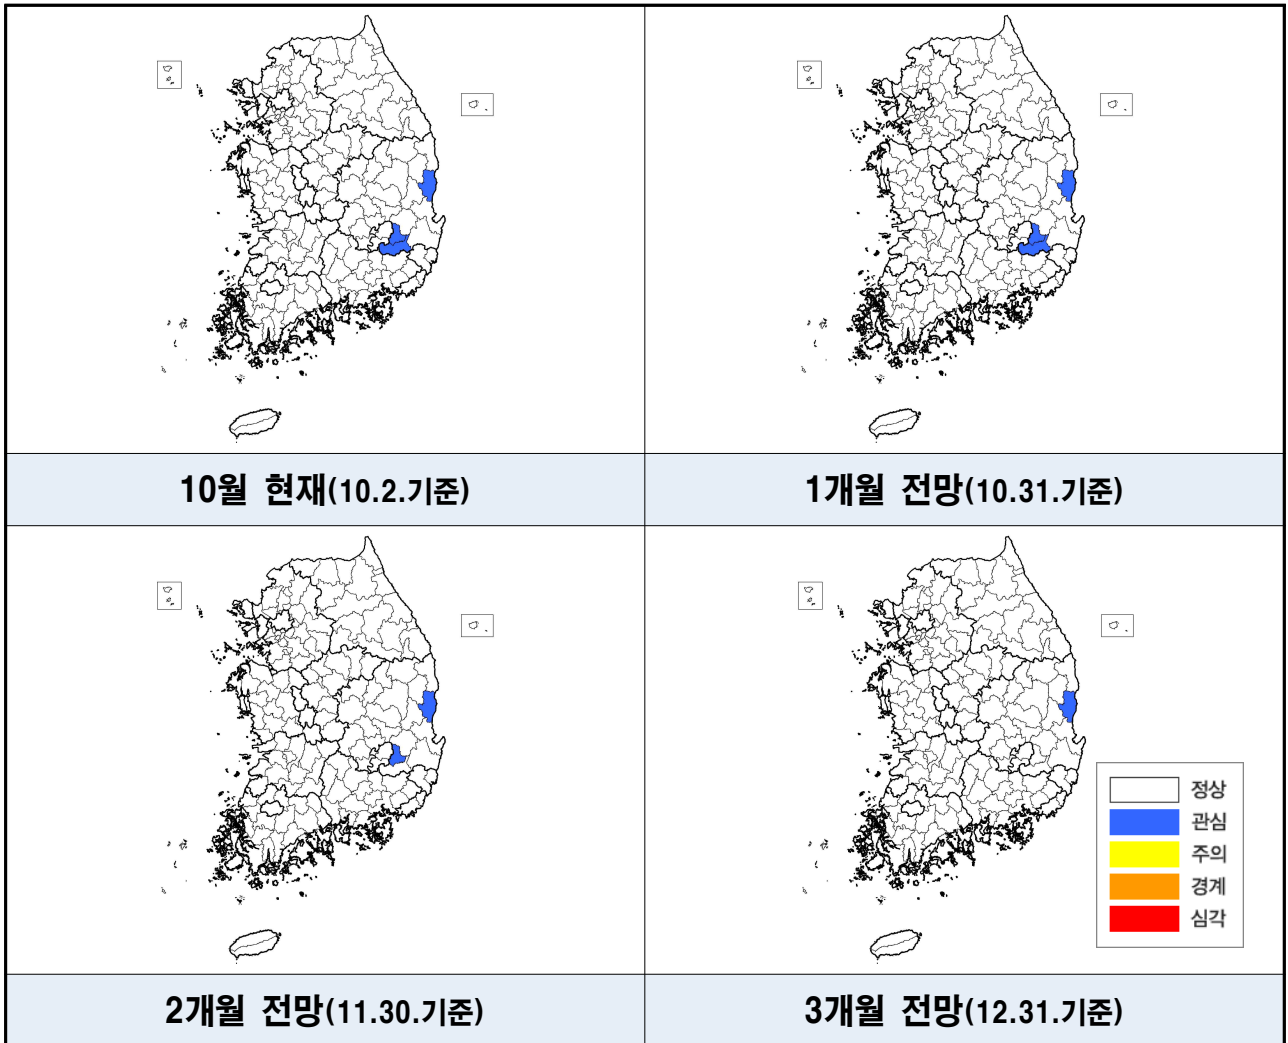 10월 현재(10.2.기준)
1개월 전망(10.31.기준)
정상
관심
주의
경계
심각
2개월 전망(11.30.기준)
3개월 전망(12.31.기준)